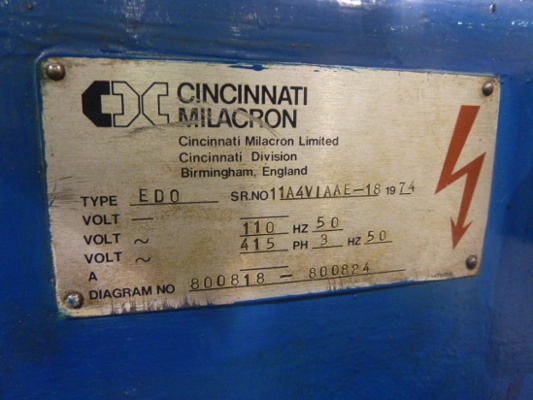 CINCINNATI
MILACRON
Cincinnati Milacron Limited
Cincinnati Division
Birmingham, England
TYPE EDO SR.NO 11A4V1AAE-18 1974
VOLT —
VOLT ~ 110 HZ 50
VOLT ~ 415 PH 3 HZ 50
A
DIAGRAM NO 800818 - 800824